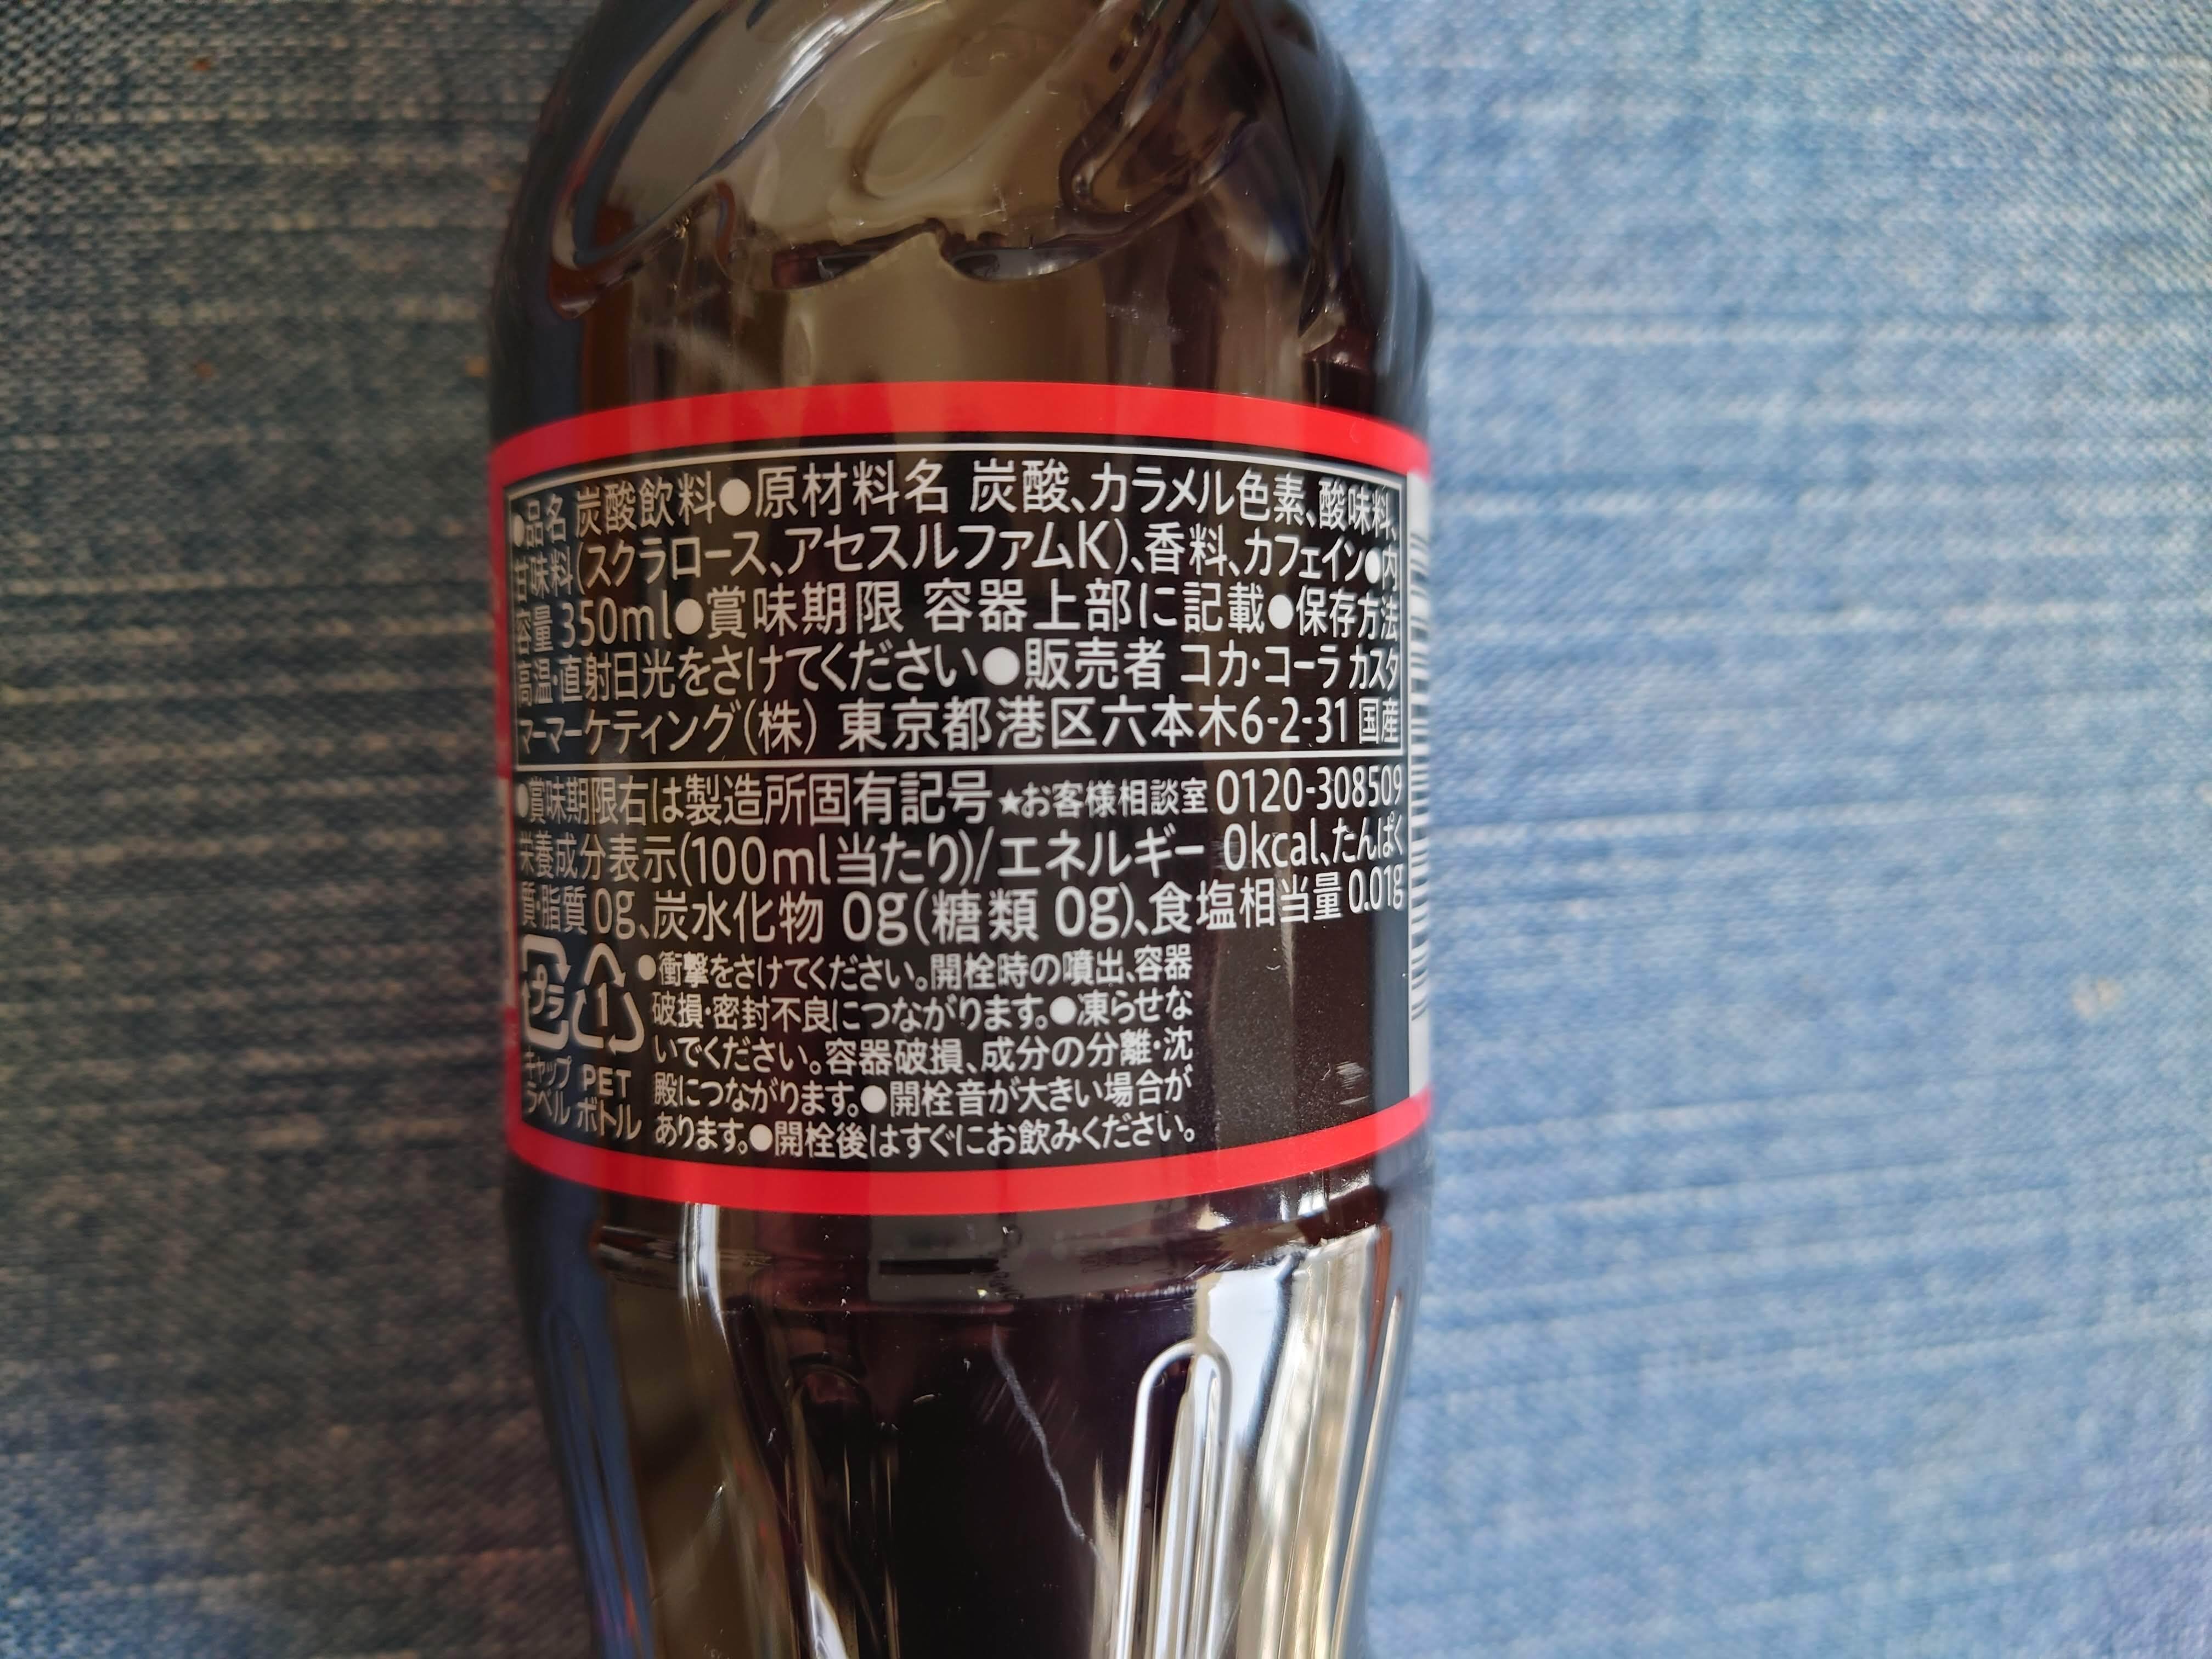 ●品名 炭酸飲料●原材料名 炭酸、カラメル色素、酸味料、
甘味料(スクラロース、アセスルファムK)、香料、カフェイン●内
容量 350ml●賞味期限 容器上部に記載●保存方法
高温・直射日光をさけてください●販売者 コカ・コーラ カスタ
マーマーケティング(株) 東京都港区六本木6-2-31 国産
●賞味期限右は製造所固有記号 ★お客様相談室 0120-308509
栄養成分表示(100ml当たり)/エネルギー 0kcal、たんぱく
質・脂質 0g、炭水化物 0g(糖類 0g)、食塩相当量 0.01g
プラ
キャップ
ラベル
1
PET
ボトル
●衝撃をさけてください。開栓時の噴出、容器
破損・密封不良につながります。●凍らせな
いでください。容器破損、成分の分離・沈
殿につながります。●開栓音が大きい場合が
あります。●開栓後はすぐにお飲みください。